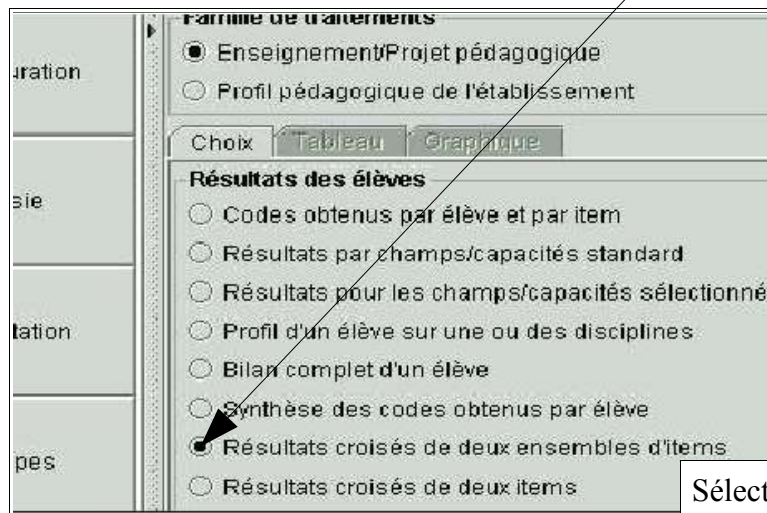 Famille de traitements
Enseignement/Projet pédagogique
uration
Profil pédagogique de l'établissement
Choix Tableau Graphique
Résultats des élèves
sie
Codes obtenus par élève et par item
Résultats par champs/capacités standard
Résultats pour les champs/capacités sélectionné
tation
Profil d'un élève sur une ou des disciplines
Bilan complet d'un élève
Synthèse des codes obtenus par élève
Résultats croisés de deux ensembles d'items
pes
Résultats croisés de deux items
Sélect